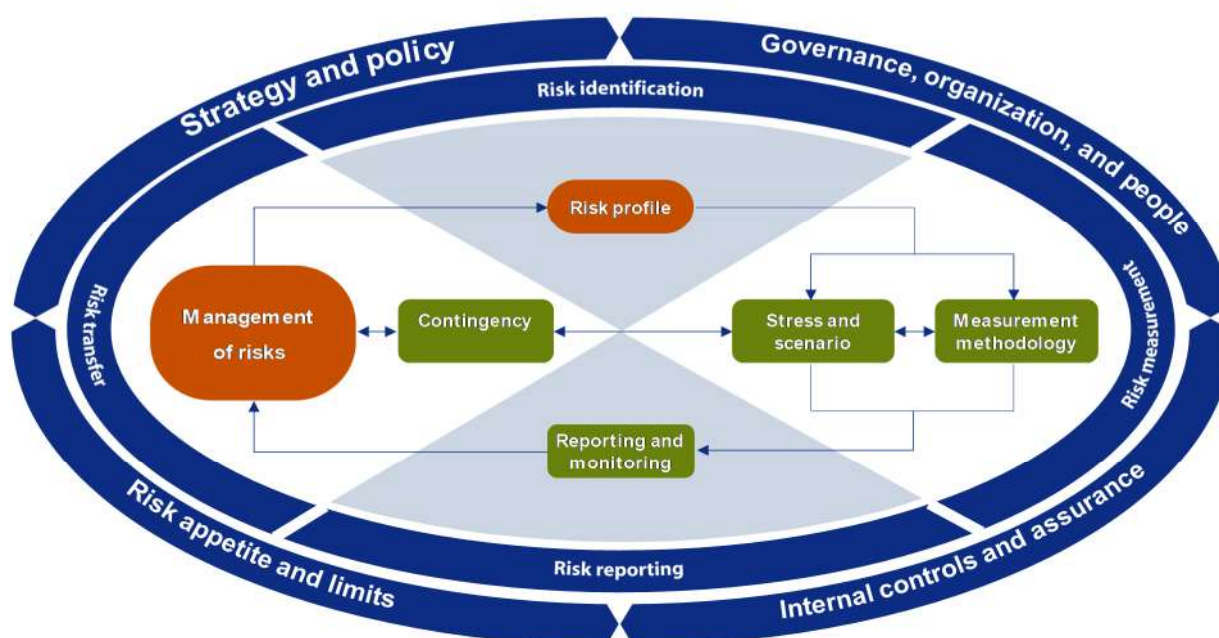 Strategy and policy
Governance, organization, and people
Risk identification
Risk profile
Risk transfer
Management
of risks
Contingency
Stress and
scenario
Measurement
methodology
Risk measurement
Reporting and
monitoring
Risk reporting
Risk appetite and limits
Internal controls and assurance